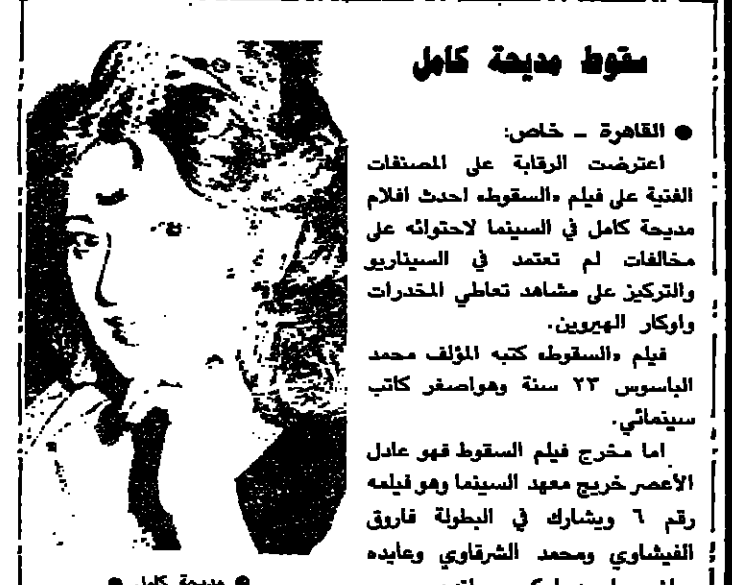 سقوط مديحة كامل
● القاهرة ـ خاص:
اعترضت الرقابة على المصنفات
الفتية على فيلم «السقوط» احدث افلام
مديحة كامل في السينما لاحتوائه على
مخالفات لم تعتمد في السيناريو
والتركيز على مشاهد تعاطي المخدرات
واوكار الهيروين.
فيلم «السقوط» كتبه المؤلف محمد
الباسوس ٢٣ سنة وهواصغر كاتب
سينمائي.
اما مخرج فيلم السقوط فهو عادل
الأعصر خريج معهد السينما وهو فيلمه
رقم ٦ ويشارك في البطولة فاروق
الفيشاوي ومحمد الشرقاوي وعايده
● مديحة كامل ●